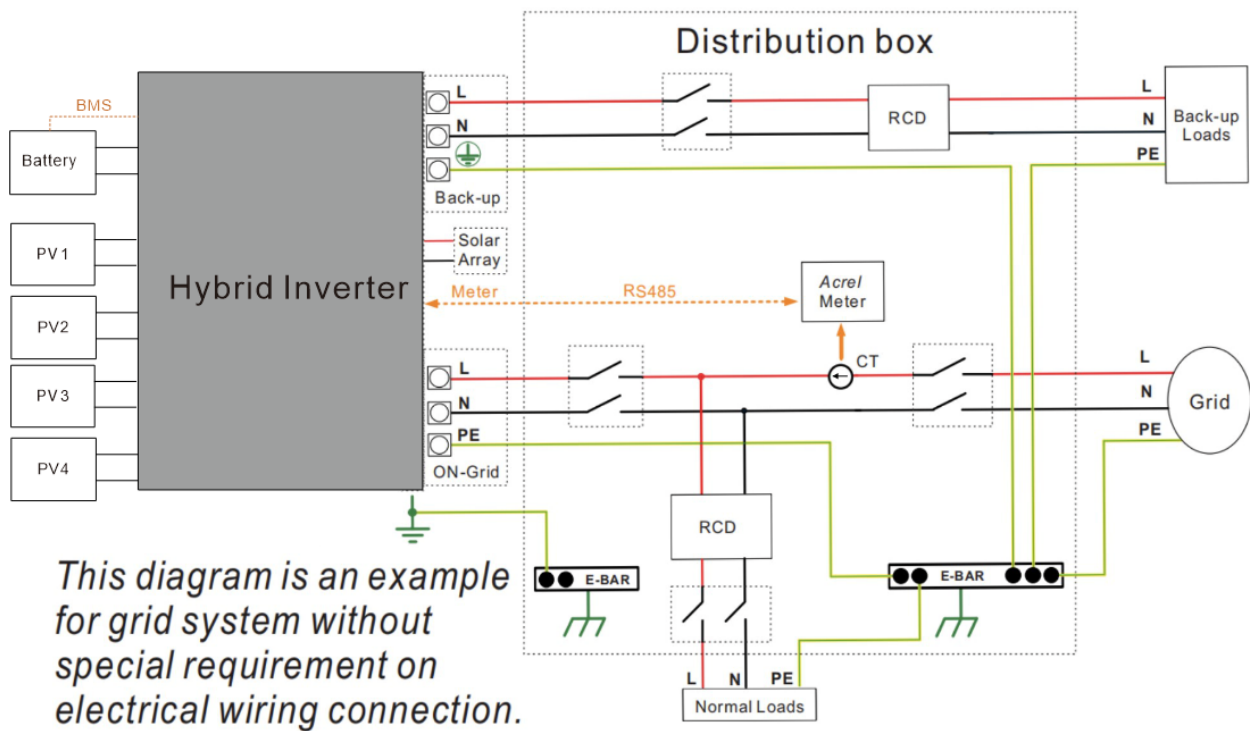 Distribution box
BMS
Battery
PV1
PV2
PV3
PV4
Hybrid Inverter
L
N
Back-up
Solar
Array
Meter
RS485
L
N
PE
ON-Grid
RCD
L
N
PE
Back-up
Loads
Acrel
Meter
CT
L
N
PE
Grid
RCD
E-BAR
E-BAR
L
N
PE
Normal Loads
This diagram is an example
for grid system without
special requirement on
electrical wiring connection.